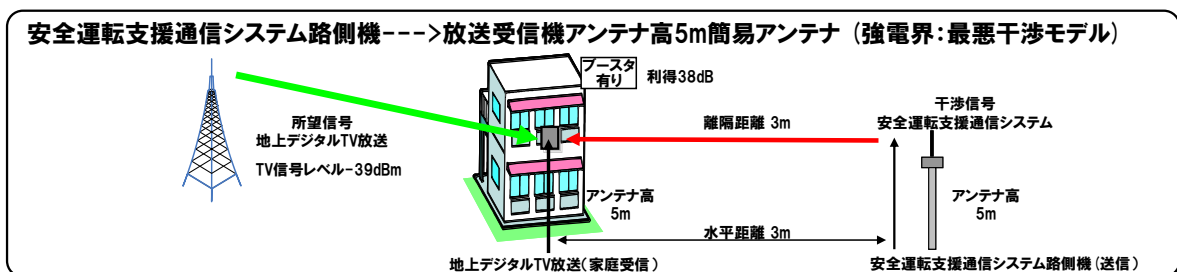 安全運転支援通信システム路側機--->放送受信機アンテナ高5m簡易アンテナ (強電界:最悪干渉モデル)
ブースタ
有り
利得38dB
干渉信号
安全運転支援通信システム
所望信号
地上デジタルTV放送
離隔距離 3m
TV信号レベル-39dBm
アンテナ高
5m
アンテナ高
5m
水平距離 3m
地上デジタルTV放送(家庭受信)
安全運転支援通信システム路側機(送信)